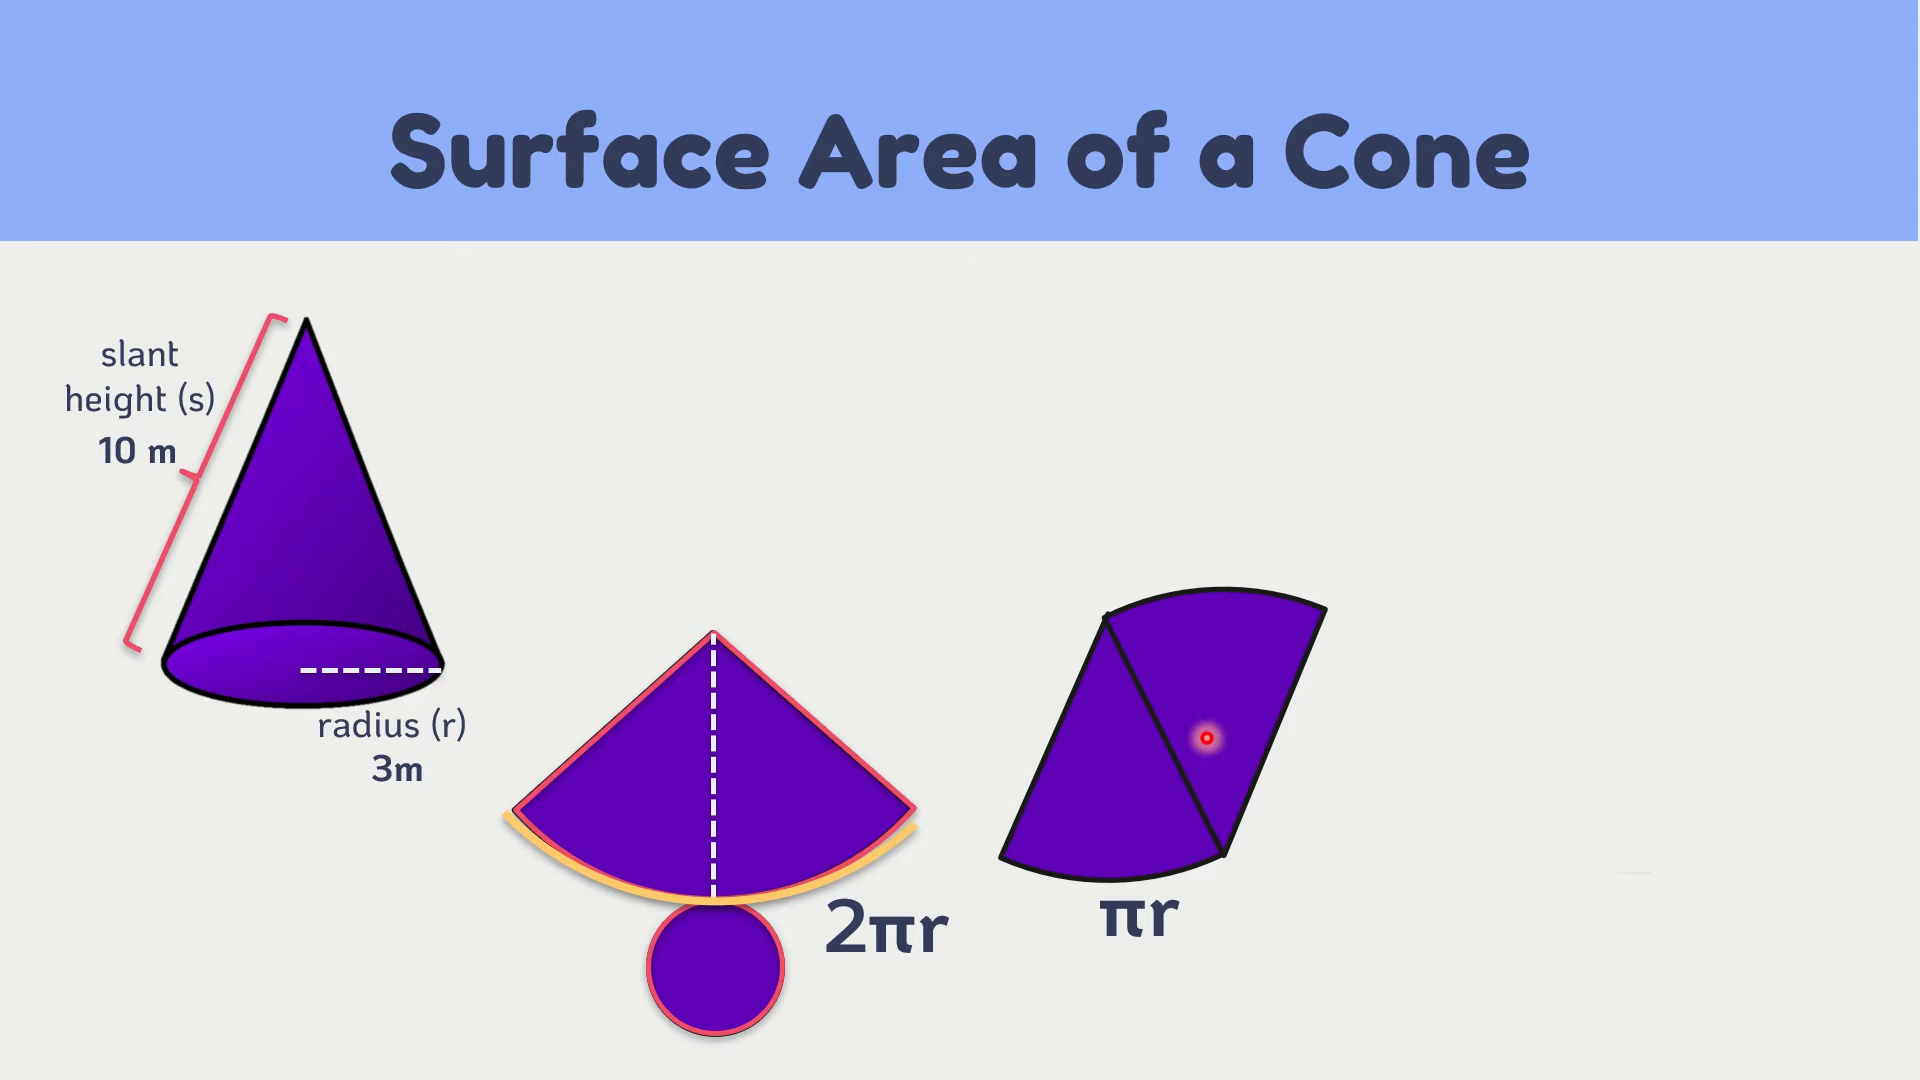 Surface Area of a Cone
slant
height (s)
10 m
radius (r)
3m
2πr
πr